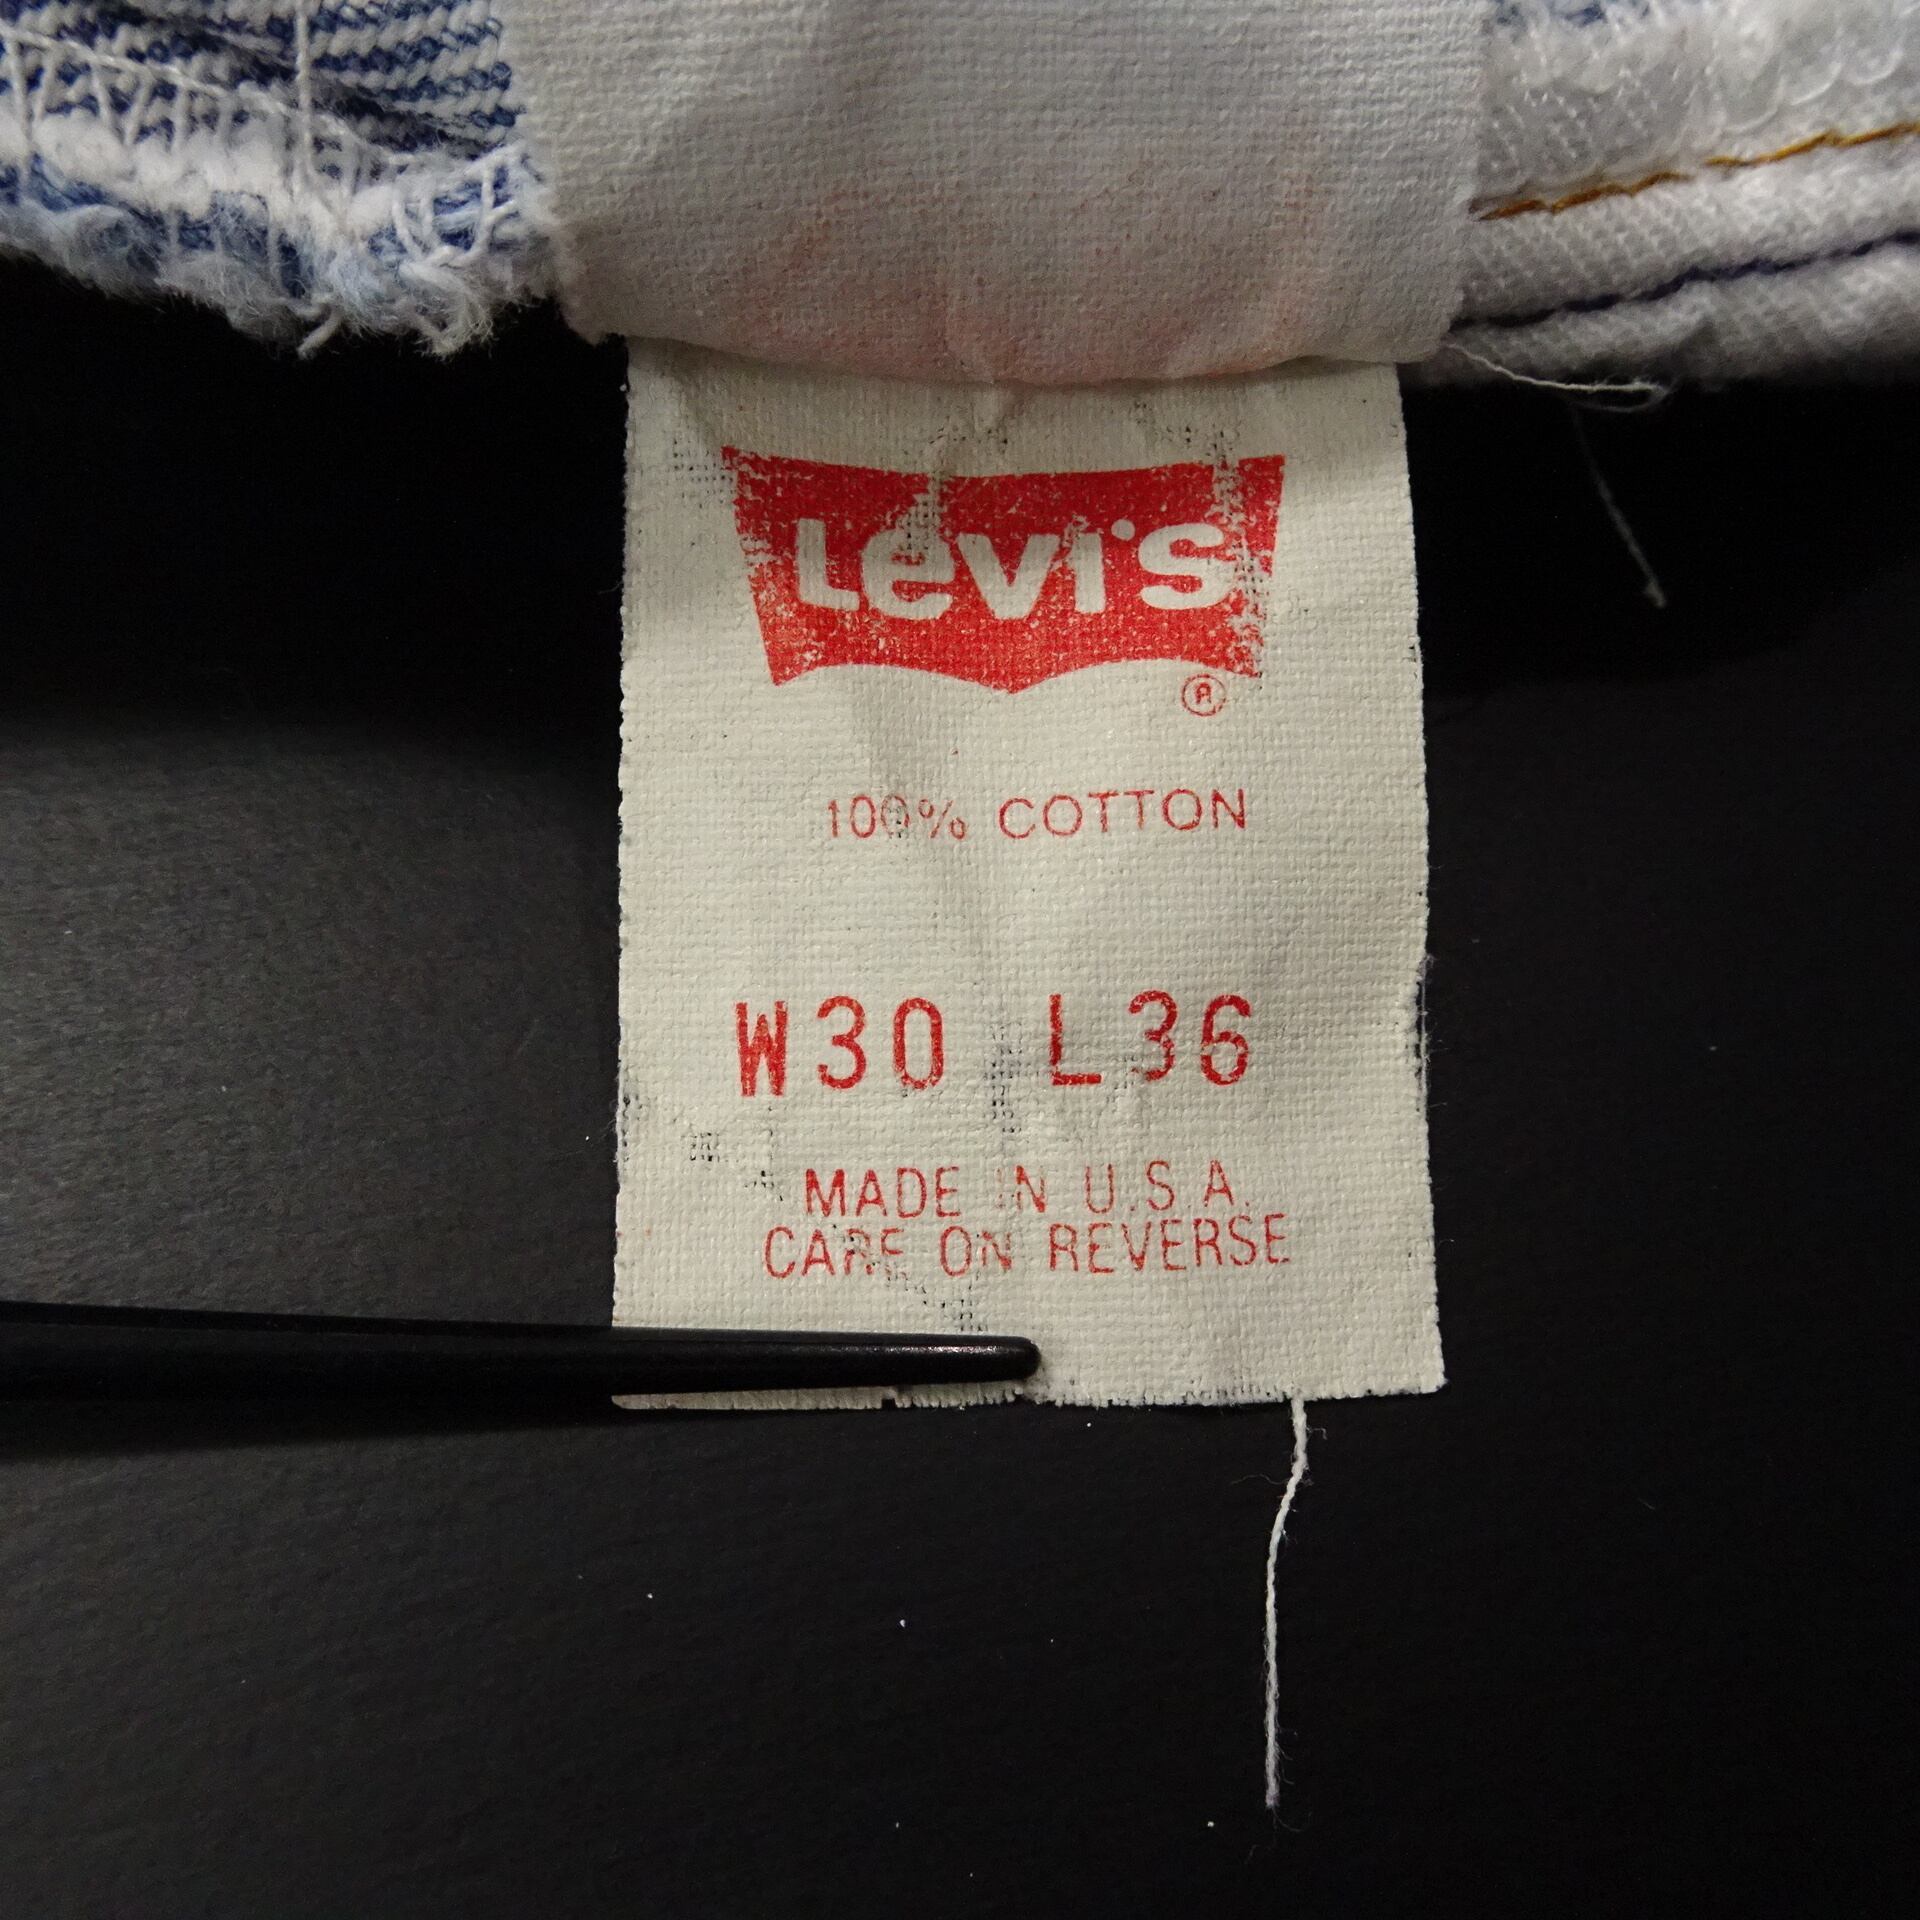 Levi's
®
100% COTTON
W30 L36
MADE IN U.S.A.
CARE ON REVERSE